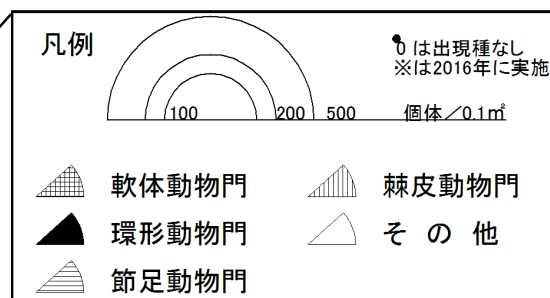 凡例
0 は出現種なし
※は2016年に実施
100 200 500 個体／0.1㎡
軟体動物門 棘皮動物門
環形動物門 そ の 他
節足動物門